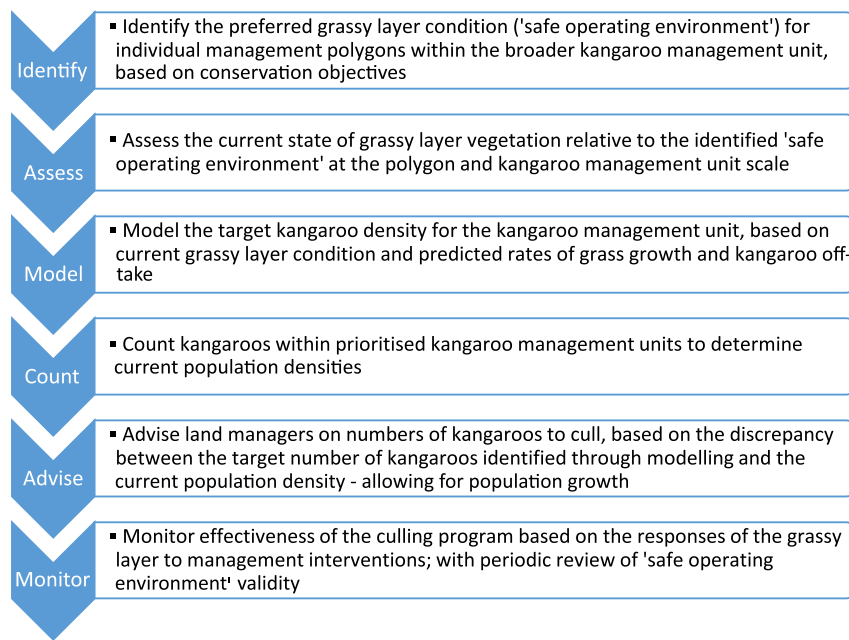 Identify
▪ Identify the preferred grassy layer condition ('safe operating environment') for
individual management polygons within the broader kangaroo management unit,
based on conservation objectives
Assess
▪ Assess the current state of grassy layer vegetation relative to the identified 'safe
operating environment' at the polygon and kangaroo management unit scale
Model
▪ Model the target kangaroo density for the kangaroo management unit, based on
current grassy layer condition and predicted rates of grass growth and kangaroo off-
take
Count
▪ Count kangaroos within prioritised kangaroo management units to determine
current population densities
Advise
▪ Advise land managers on numbers of kangaroos to cull, based on the discrepancy
between the target number of kangaroos identified through modelling and the
current population density - allowing for population growth
Monitor
▪ Monitor effectiveness of the culling program based on the responses of the grassy
layer to management interventions; with periodic review of 'safe operating
environment' validity